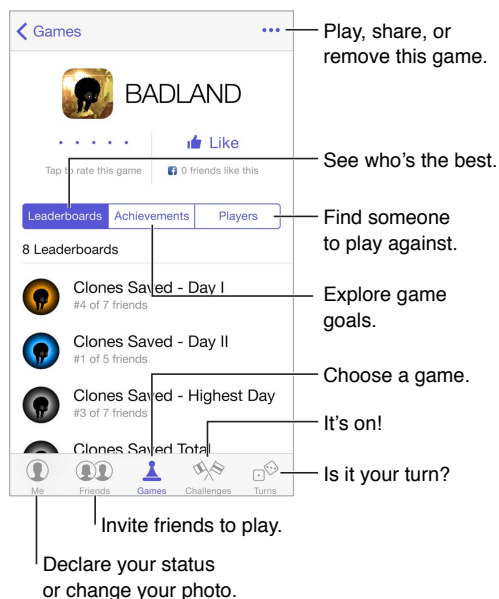 Games
•••
Play, share, or
remove this game.
BADLAND
Like
Tap to rate this game
0 friends like this
See who's the best.
Leaderboards Achievements Players
Find someone
to play against.
8 Leaderboards
Clones Saved - Day I
#4 of 7 friends
Explore game
goals.
Clones Saved - Day II
#1 of 5 friends
Choose a game.
Clones Saved - Highest Day
#3 of 7 friends
It's on!
Clones Saved Total
Me Friends Games Challenges Turns
Is it your turn?
Invite friends to play.
Declare your status
or change your photo.